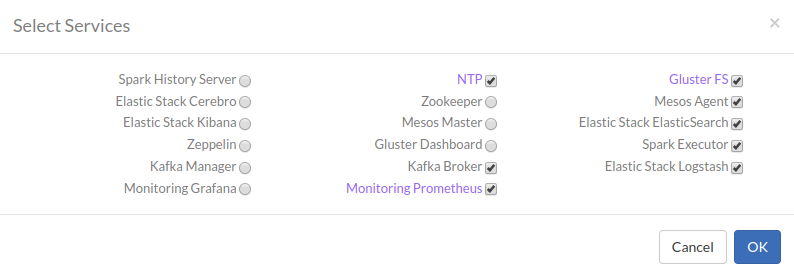 Select Services ×
Spark History Server NTP Gluster FS
Elastic Stack Cerebro Zookeeper Mesos Agent
Elastic Stack Kibana Mesos Master Elastic Stack ElasticSearch
Zeppelin Gluster Dashboard Spark Executor
Kafka Manager Kafka Broker Elastic Stack Logstash
Monitoring Grafana Monitoring Prometheus
Cancel OK